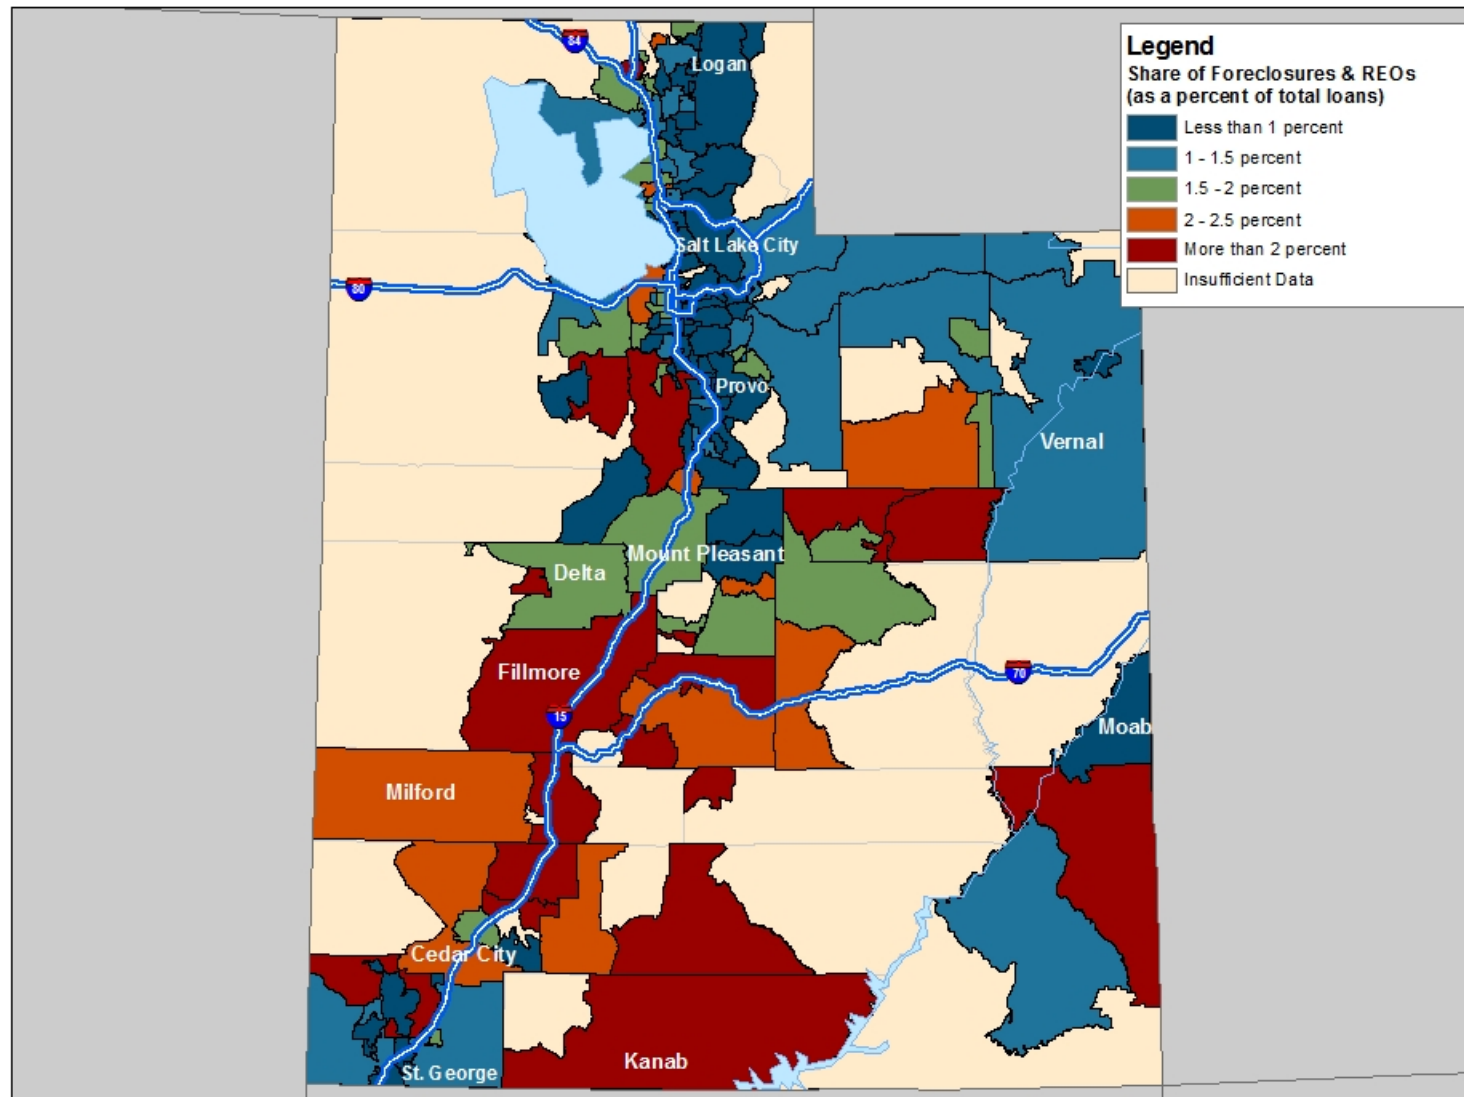 84
Logan
Legend
Share of Foreclosures & REOs
(as a percent of total loans)
Less than 1 percent
1 - 1.5 percent
1.5 - 2 percent
2 - 2.5 percent
More than 2 percent
Insufficient Data
Salt Lake City
80
Provo
Vernal
Mount Pleasant
Delta
Fillmore
70
15
Moab
Milford
Cedar City
Kanab
St. George